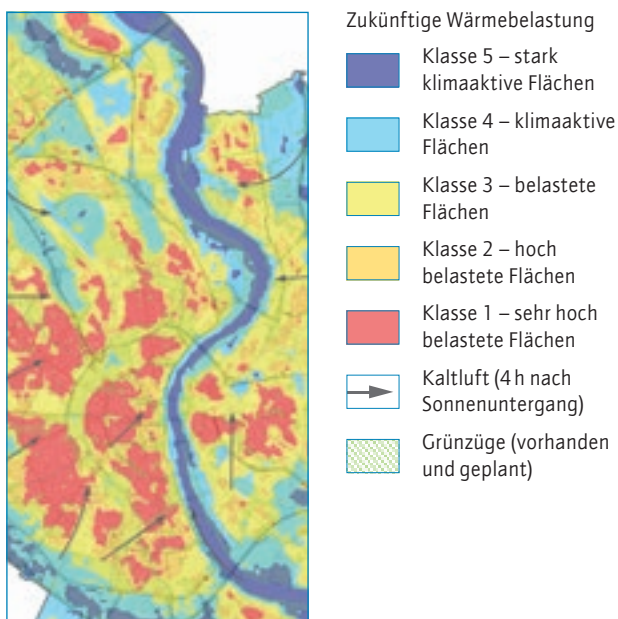 Zukünftige Wärmebelastung
Klasse 5 – stark
klimaaktive Flächen
Klasse 4 – klimaaktive
Flächen
Klasse 3 – belastete
Flächen
Klasse 2 – hoch
belastete Flächen
Klasse 1 – sehr hoch
belastete Flächen
Kaltluft (4 h nach
Sonnenuntergang)
Grünzüge (vorhanden
und geplant)